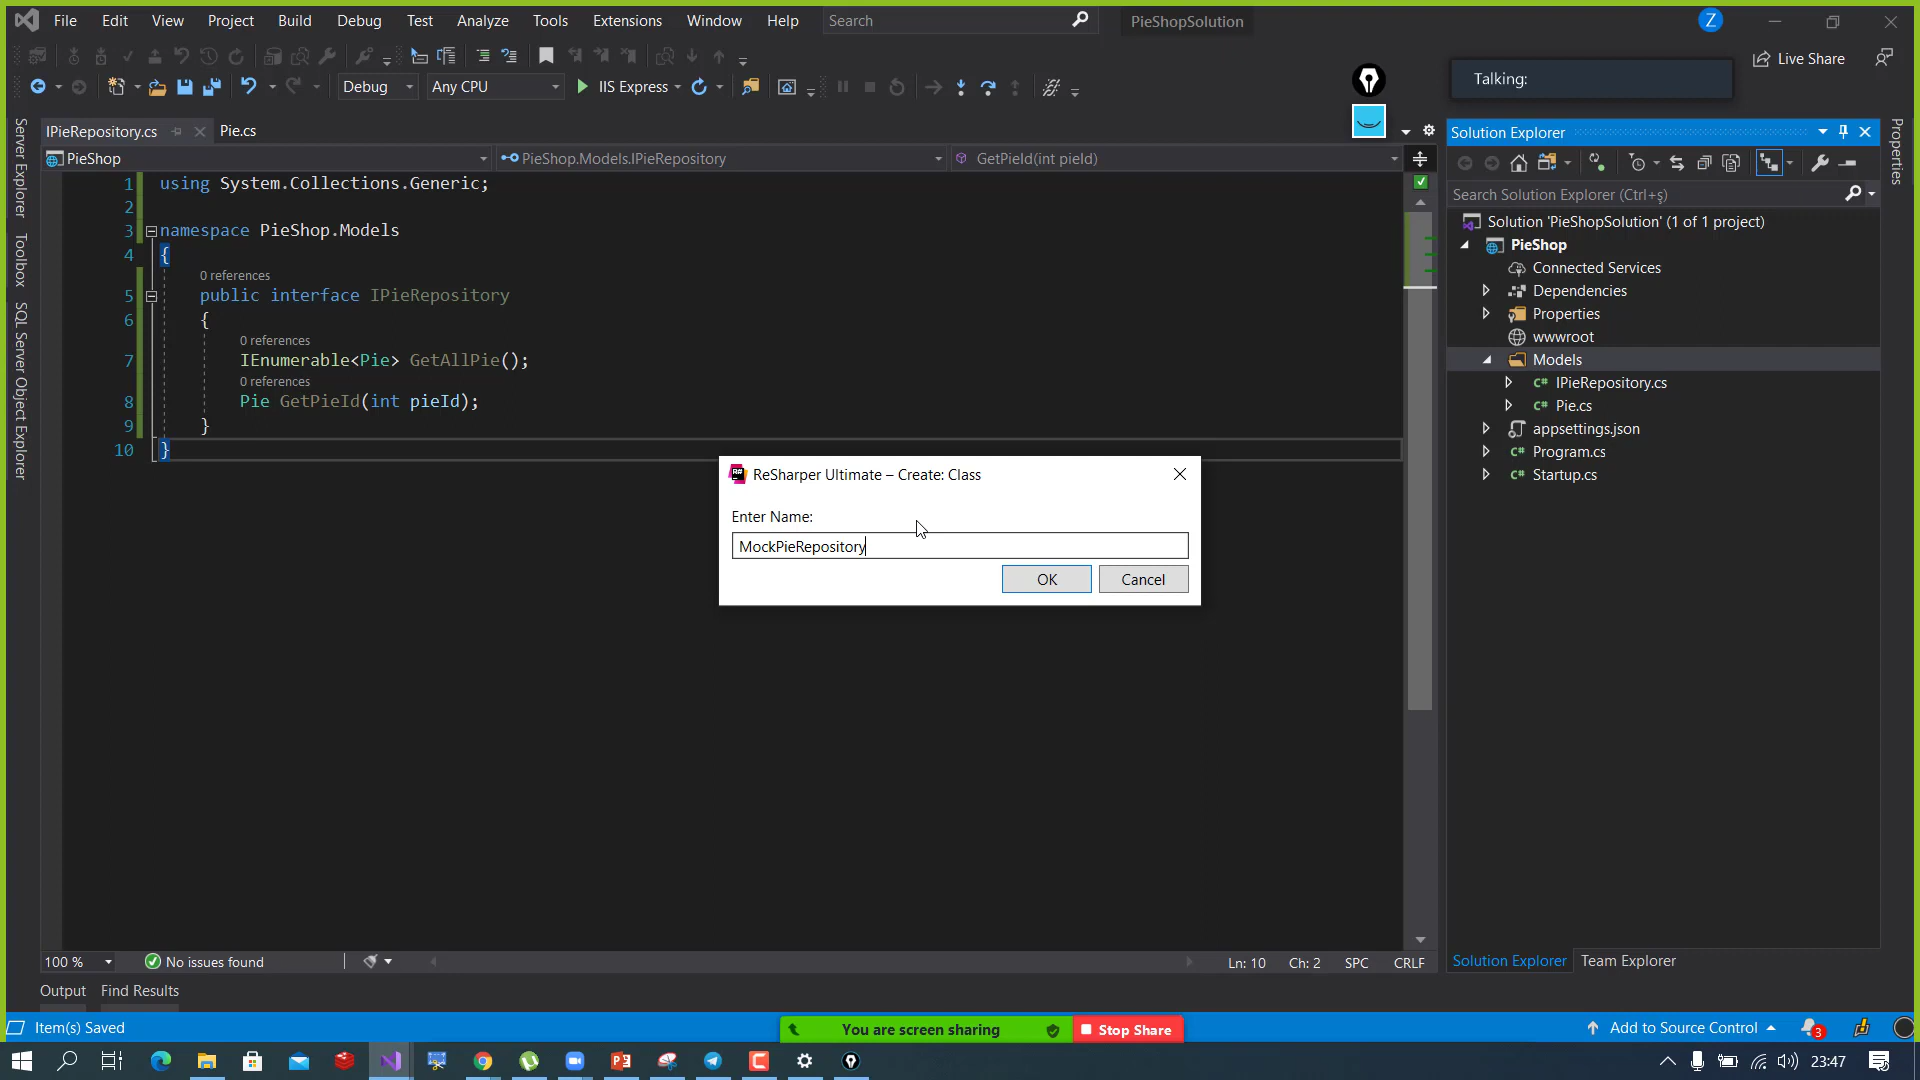 File Edit View Project Build Debug Test Analyze Tools Extensions Window Help Search PieShopSolution Z
Live Share
Talking:
Debug Any CPU IIS Express
IPieRepository.cs Pie.cs
PieShop PieShop.Models.IPieRepository GetPieId(int pieId)
1 using System.Collections.Generic;
2
3 namespace PieShop.Models
4 {
0 references
5 public interface IPieRepository
6 {
0 references
7 IEnumerable<Pie> GetAllPie();
0 references
8 Pie GetPieId(int pieId);
9 }
10 }
ReSharper Ultimate – Create: Class
Enter Name:
MockPieRepository
OK Cancel
Server Explorer
Toolbox
SQL Server Object Explorer
Solution Explorer
Search Solution Explorer (Ctrl+ş)
Solution 'PieShopSolution' (1 of 1 project)
PieShop
Connected Services
Dependencies
Properties
wwwroot
Models
C# IPieRepository.cs
C# Pie.cs
appsettings.json
C# Program.cs
C# Startup.cs
Properties
100 % No issues found Ln: 10 Ch: 2 SPC CRLF
Solution Explorer Team Explorer
Output Find Results
Item(s) Saved
You are screen sharing Stop Share
Add to Source Control 3
23:47